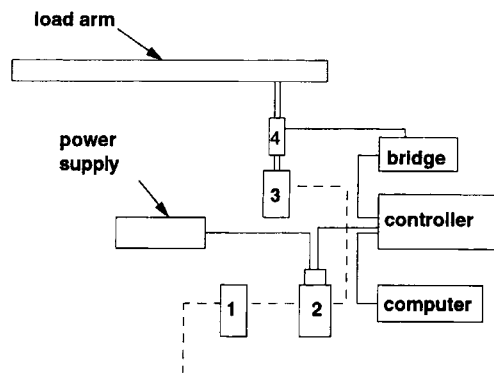 load arm
4
power
supply
bridge
3
controller
1
2
computer